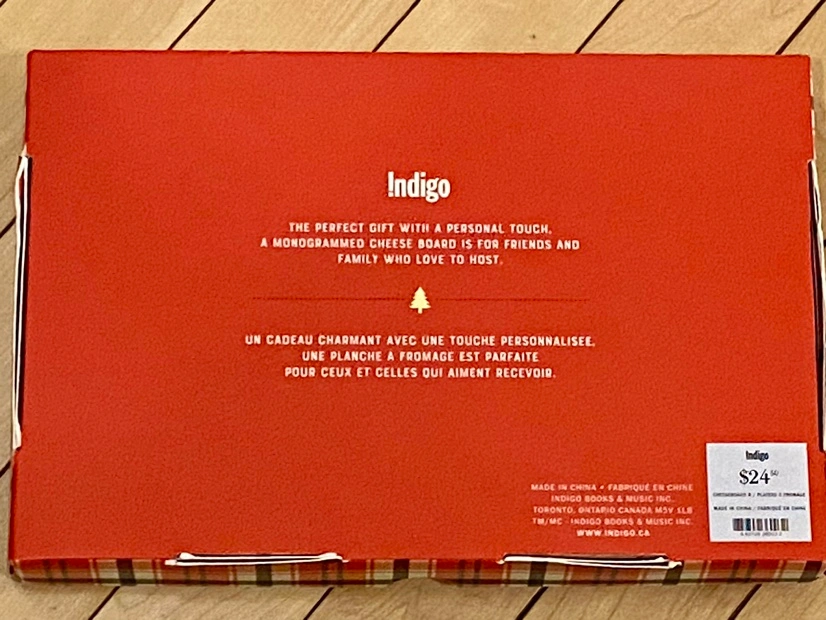 Indigo
THE PERFECT GIFT WITH A PERSONAL TOUCH,
A MONOGRAMMED CHEESE BOARD IS FOR FRIENDS AND
FAMILY WHO LOVE TO HOST.
UN CADEAU CHARMANT AVEC UNE TOUCHE PERSONNALISEE,
UNE PLANCHE À FROMAGE EST PARFAITE
POUR CEUX ET CELLES QUI AIMENT RECEVOIR.
MADE IN CHINA • FABRIQUÉ EN CHINE
INDIGO BOOKS & MUSIC INC.
TORONTO, ONTARIO CANADA M5V 1L8
TM/MC - INDIGO BOOKS & MUSIC INC.
WWW.INDIGO.CA
Indigo
$24.50
MADE IN CHINA / FABRIQUÉ EN CHINE